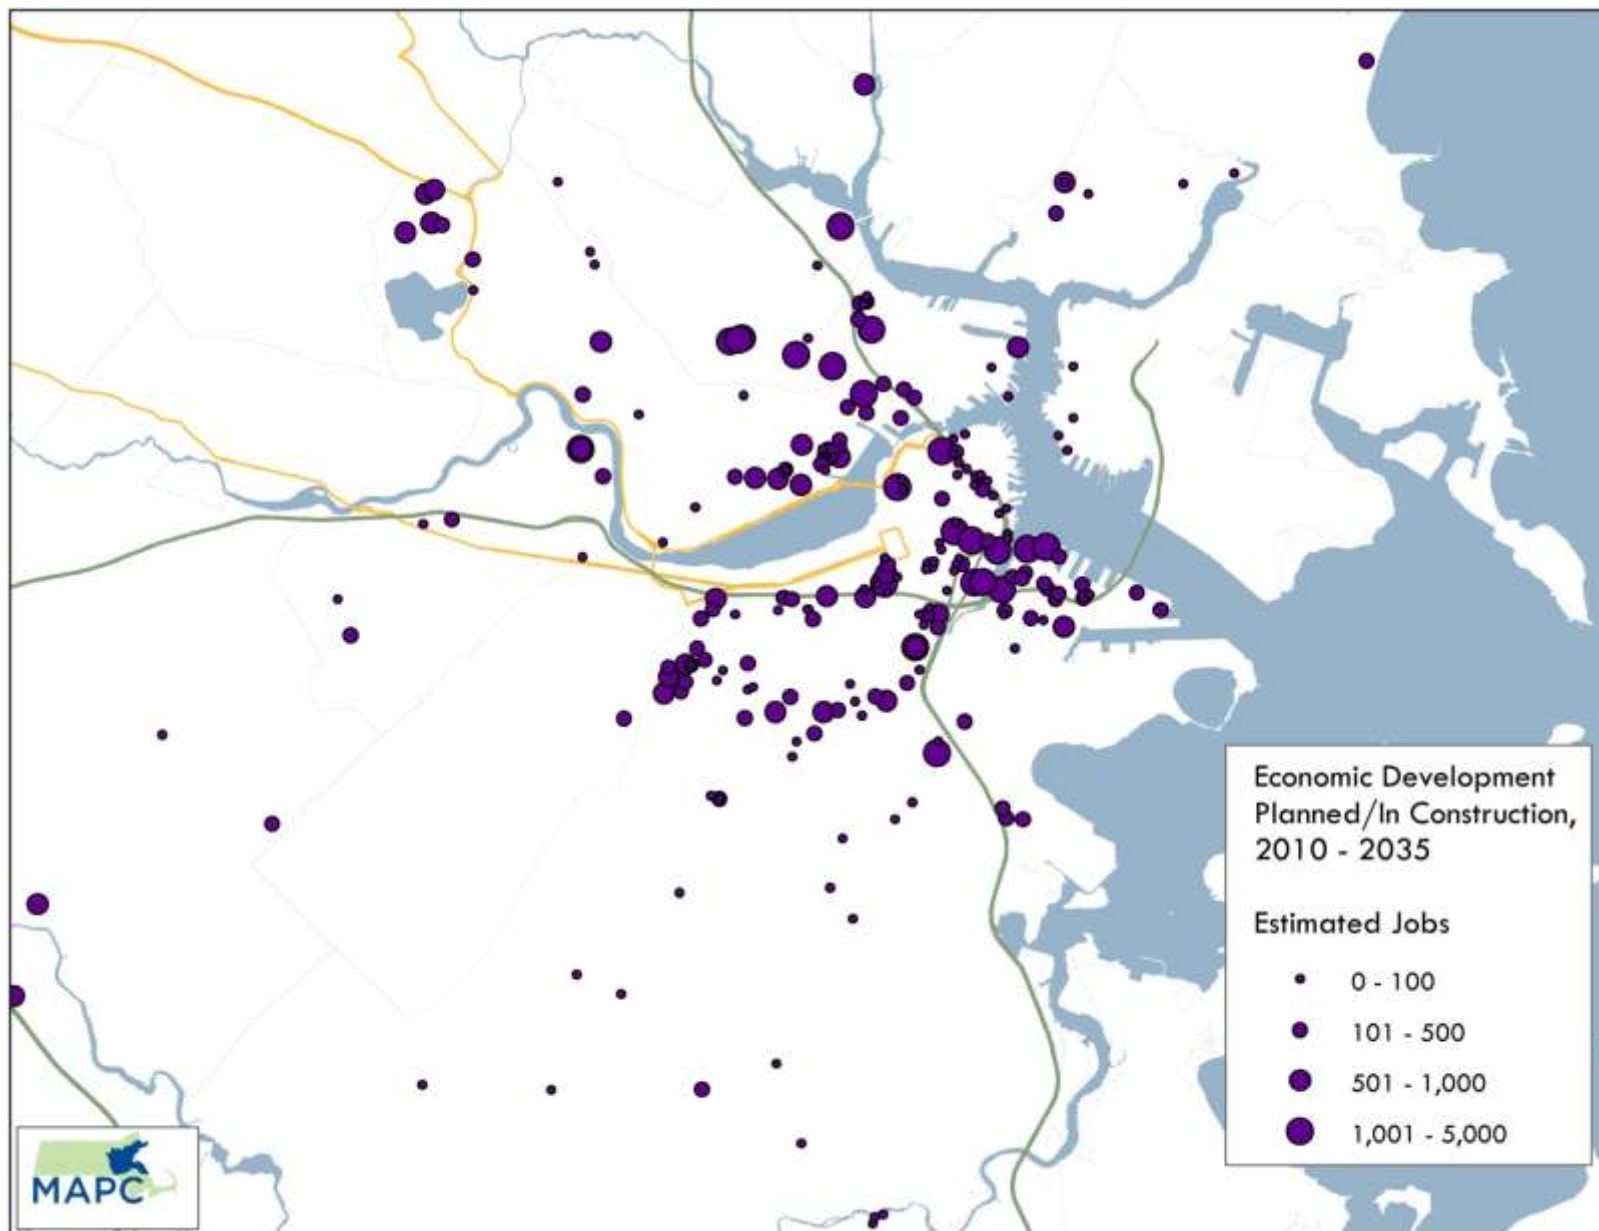 Economic Development
Planned/In Construction,
2010 - 2035
Estimated Jobs
0 - 100
101 - 500
501 - 1,000
1,001 - 5,000
MAPC